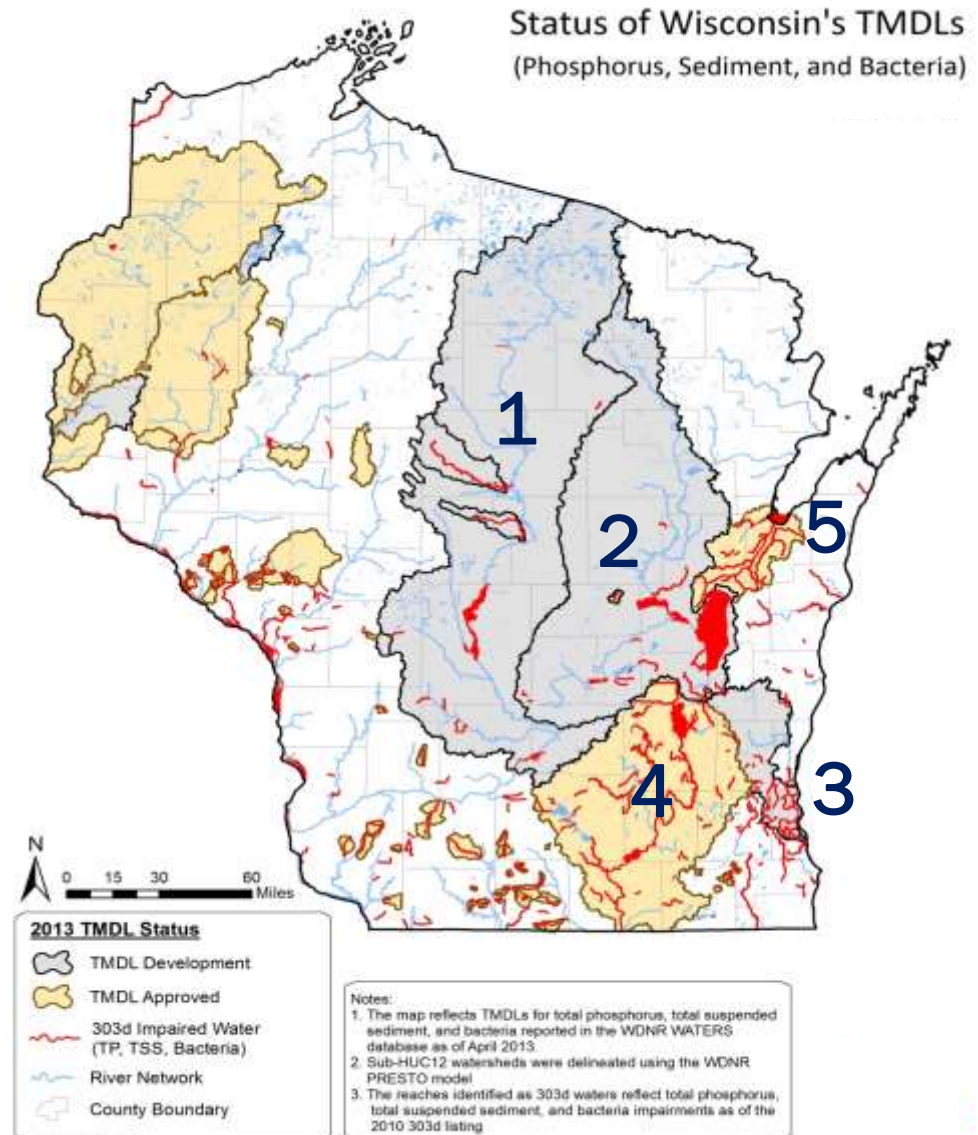 Status of Wisconsin's TMDLs
(Phosphorus, Sediment, and Bacteria)
1
2
5
4
3
N
0 15 30 60
Miles
2013 TMDL Status
TMDL Development
TMDL Approved
303d Impaired Water
(TP, TSS, Bacteria)
River Network
County Boundary
Notes:
1. The map reflects TMDLs for total phosphorus, total suspended
sediment, and bacteria reported in the WDNR WATERS
database as of April 2013.
2. Sub-HUC12 watersheds were delineated using the WDNR
PRESTO model
3. The reaches identified as 303d waters reflect total phosphorus,
total suspended sediment, and bacteria impairments as of the
2010 303d listing